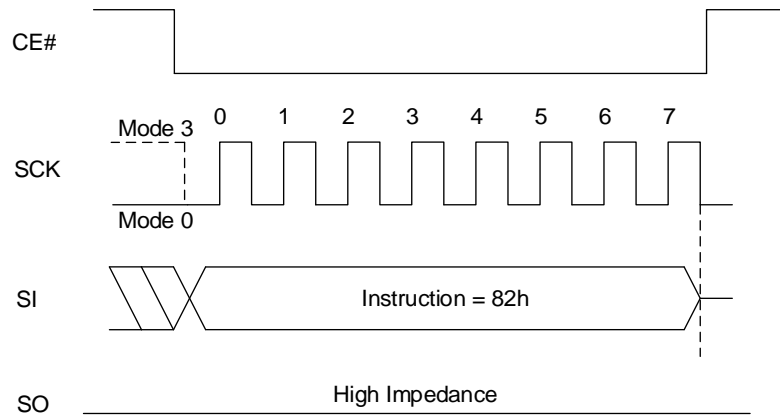 CE#
0 1 2 3 4 5 6 7
Mode 3
SCK
Mode 0
SI
Instruction = 82h
SO
High Impedance